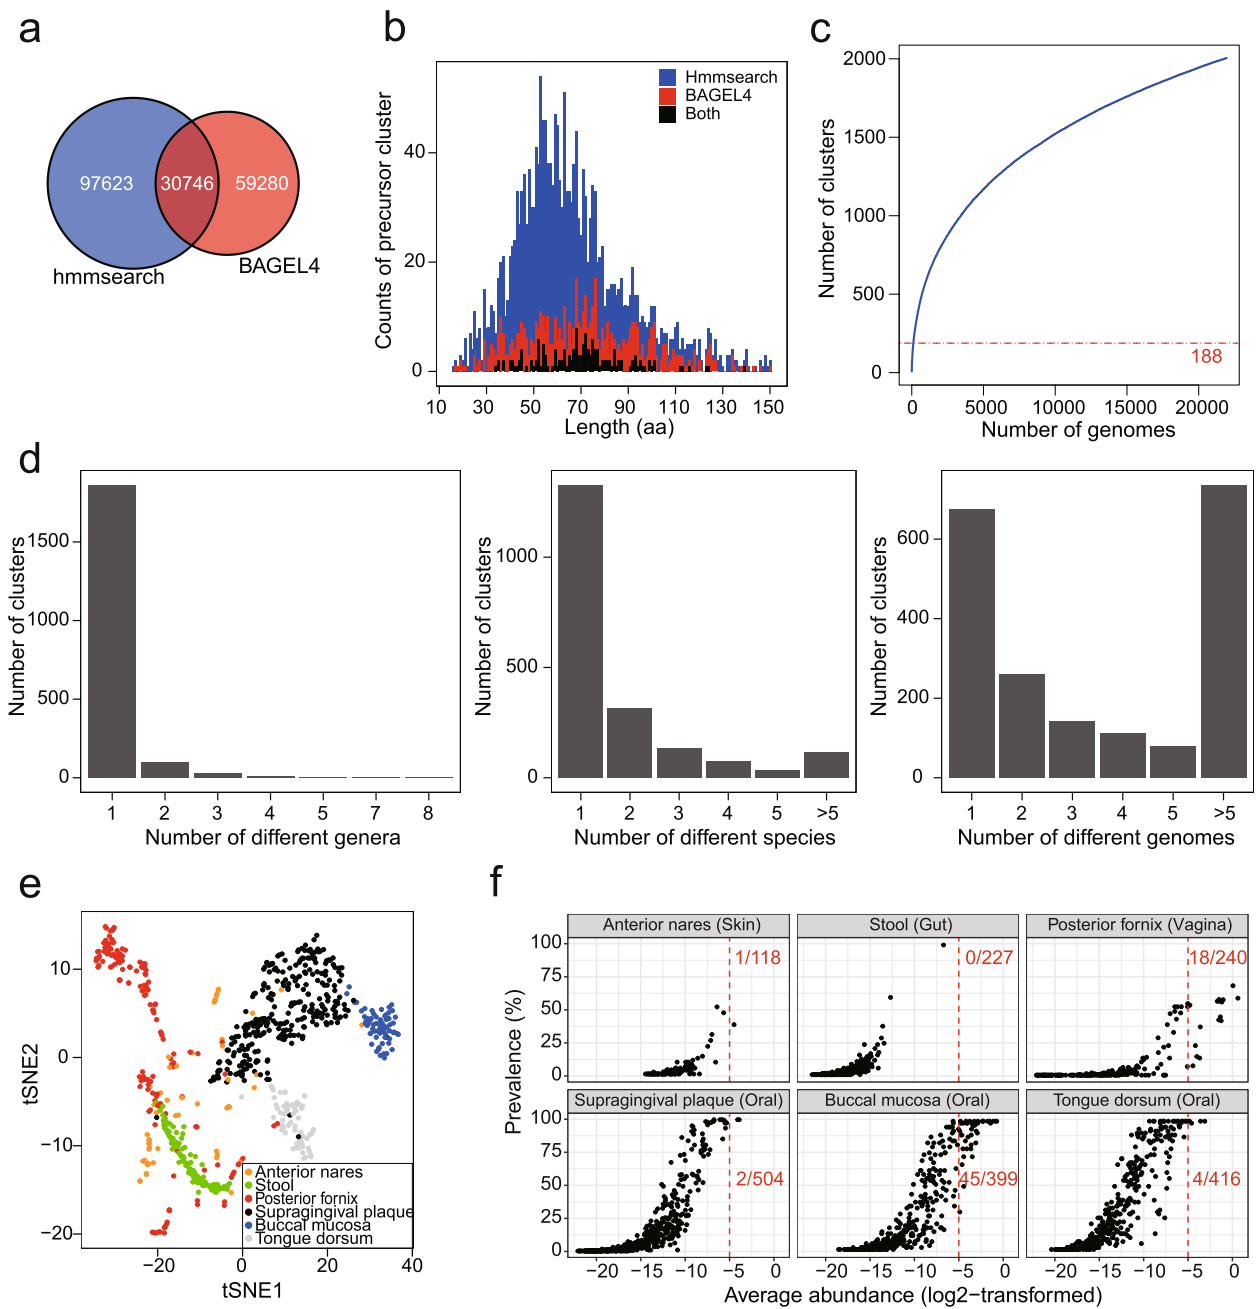 a
97623
30746
59280
hmmsearch
BAGEL4
b
Counts of precursor cluster
Hmmsearch
BAGEL4
Both
40
20
0
10 30 50 70 90 110 130 150
Length (aa)
c
Number of clusters
2000
1500
1000
500
0
188
0 5000 10000 15000 20000
Number of genomes
d
Number of clusters
1500
1000
500
0
1 2 3 4 5 7 8
Number of different genera
Number of clusters
1000
500
0
1 2 3 4 5 >5
Number of different species
Number of clusters
600
400
200
0
1 2 3 4 5 >5
Number of different genomes
e
tSNE2
10
0
−10
−20
Anterior nares
Stool
Posterior fornix
Supragingival plaque
Buccal mucosa
Tongue dorsum
−20 0 20 40
tSNE1
f
Prevalence (%)
Anterior nares (Skin)
Stool (Gut)
Posterior fornix (Vagina)
100
75
50
25
0
1/118
0/227
18/240
Supragingival plaque (Oral)
Buccal mucosa (Oral)
Tongue dorsum (Oral)
100
75
50
25
0
2/504
45/399
4/416
−20 −15 −10 −5 0
−20 −15 −10 −5 0
−20 −15 −10 −5 0
Average abundance (log2−transformed)